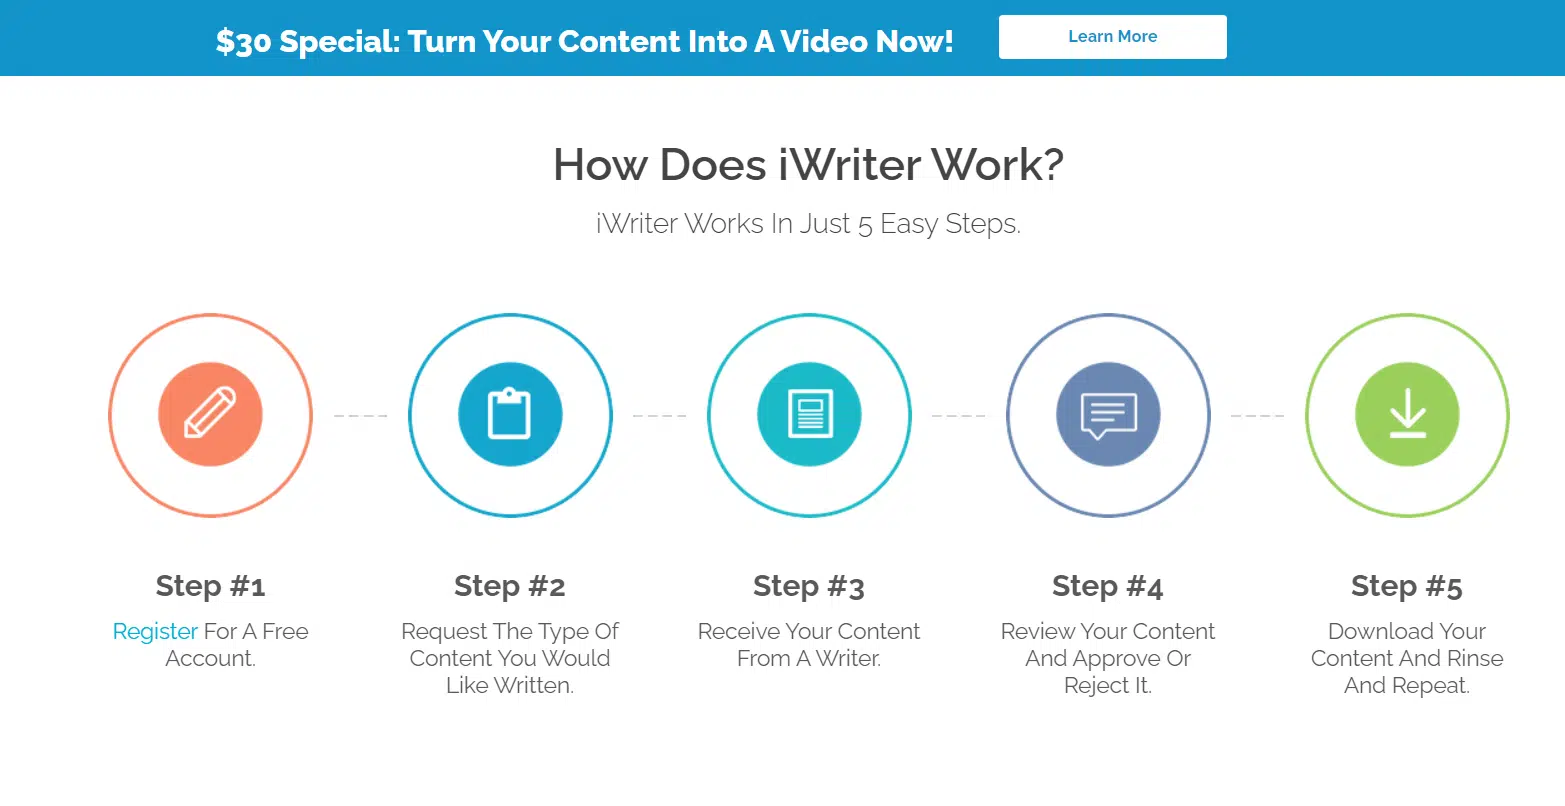 $30 Special: Turn Your Content Into A Video Now!
Learn More
How Does iWriter Work?
iWriter Works In Just 5 Easy Steps.
Step #1
Register For A Free
Account.
Step #2
Request The Type Of
Content You Would
Like Written.
Step #3
Receive Your Content
From A Writer.
Step #4
Review Your Content
And Approve Or
Reject It.
Step #5
Download Your
Content And Rinse
And Repeat.